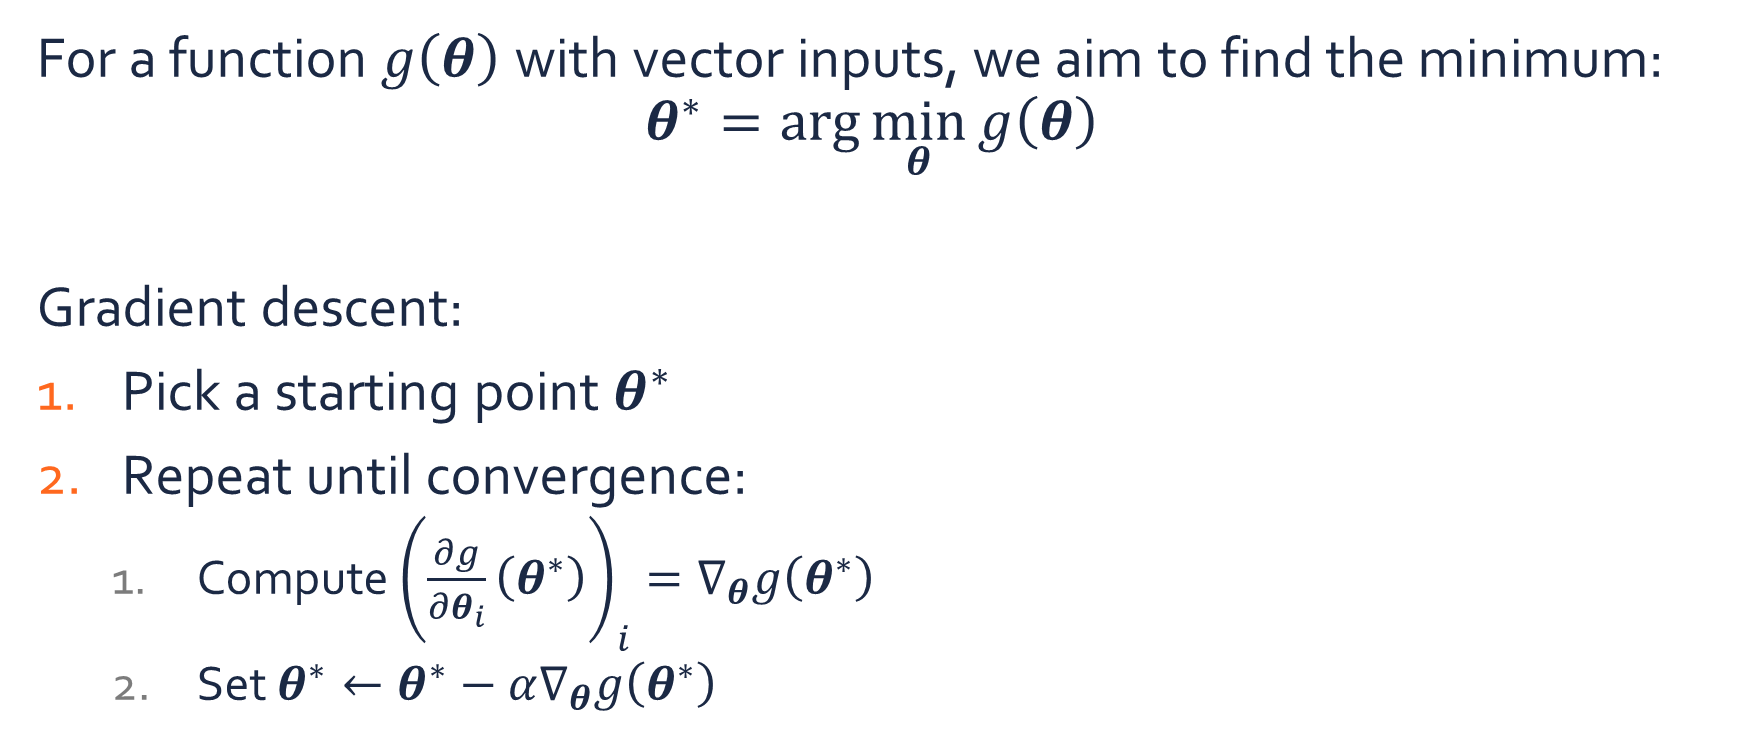 For a function g(θ) with vector inputs, we aim to find the minimum:
θ* = arg min_θ g(θ)
Gradient descent:
1. Pick a starting point θ*
2. Repeat until convergence:
1. Compute (∂g/∂θ_i (θ*))_i = ∇_θ g(θ*)
2. Set θ* ← θ* − α∇_θ g(θ*)